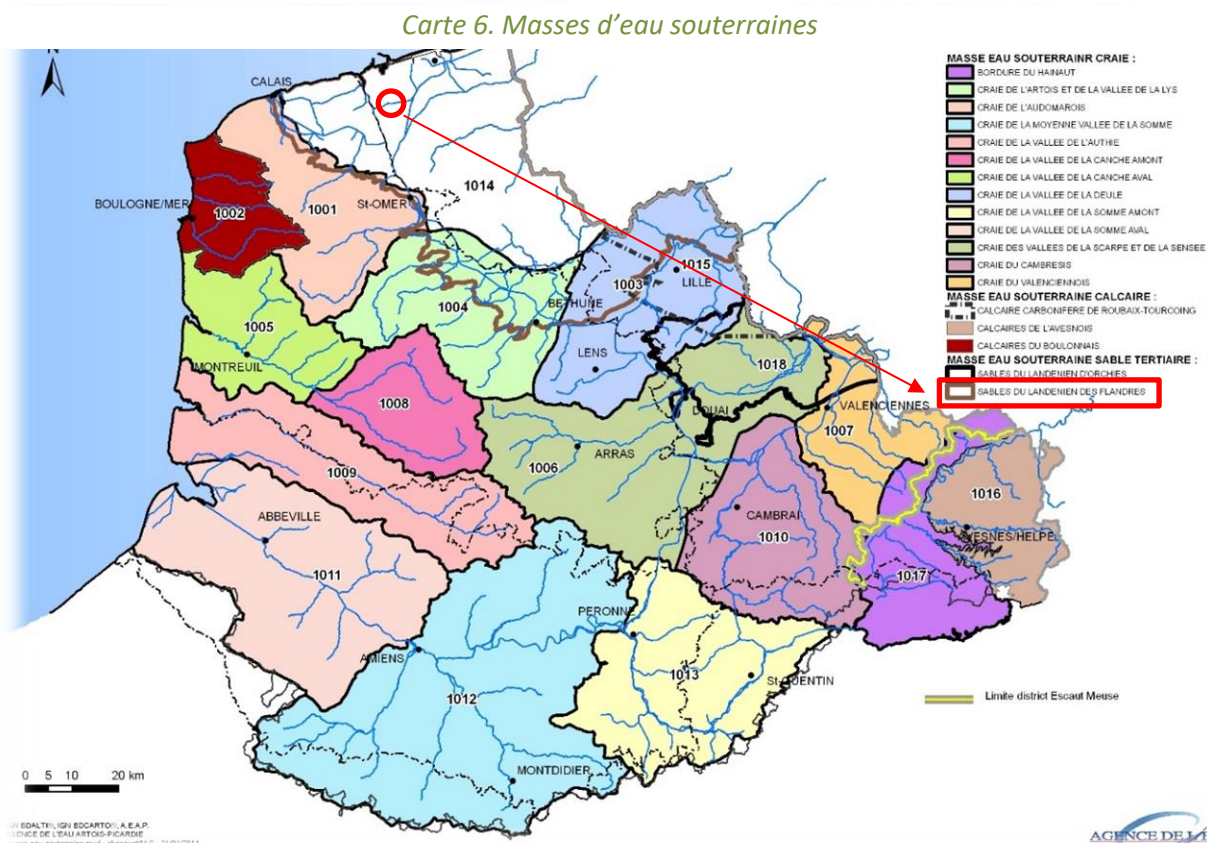 Carte 6. Masses d'eau souterraines
N
CALAIS
BOULOGNE/MER
1002
1001
St-OMER
1014
1004
BETHUNE
1003
1015
LILLE
1005
MONTREUIL
LENS
1018
1008
DOUAI
VALENCIENNES
1007
1009
1006
ARRAS
1016
ABBEVILLE
CAMBRAI
1010
AVESNES/HELPE
1011
1017
PERONNE
AMIENS
1012
1013
St-QUENTIN
MONTDIDIER
MASSE EAU SOUTERRAINR CRAIE :
BORDURE DU HAINAUT
CRAIE DE L'ARTOIS ET DE LA VALLEE DE LA LYS
CRAIE DE L'AUDOMAROIS
CRAIE DE LA MOYENNE VALLEE DE LA SOMME
CRAIE DE LA VALLEE DE L'AUTHIE
CRAIE DE LA VALLEE DE LA CANCHE AMONT
CRAIE DE LA VALLEE DE LA CANCHE AVAL
CRAIE DE LA VALLEE DE LA DEULE
CRAIE DE LA VALLEE DE LA SOMME AMONT
CRAIE DE LA VALLEE DE LA SOMME AVAL
CRAIE DES VALLEES DE LA SCARPE ET DE LA SENSEE
CRAIE DU CAMBRESIS
CRAIE DU VALENCIENNOIS
MASSE EAU SOUTERRAINE CALCAIRE :
CALCAIRE CARBONIFERE DE ROUBAIX-TOURCOING
CALCAIRES DE L'AVESNOIS
CALCAIRES DU BOULONNAIS
MASSE EAU SOUTERRAINE SABLE TERTIAIRE :
SABLES DU LANDENIEN D'ORCHIES
SABLES DU LANDENIEN DES FLANDRES
Limite district Escaut Meuse
0 5 10 20 km
IGN BDCARTO®, A.E.A.P.
DE L'EAU ARTOIS-PICARDIE
AGENCE DE L'E